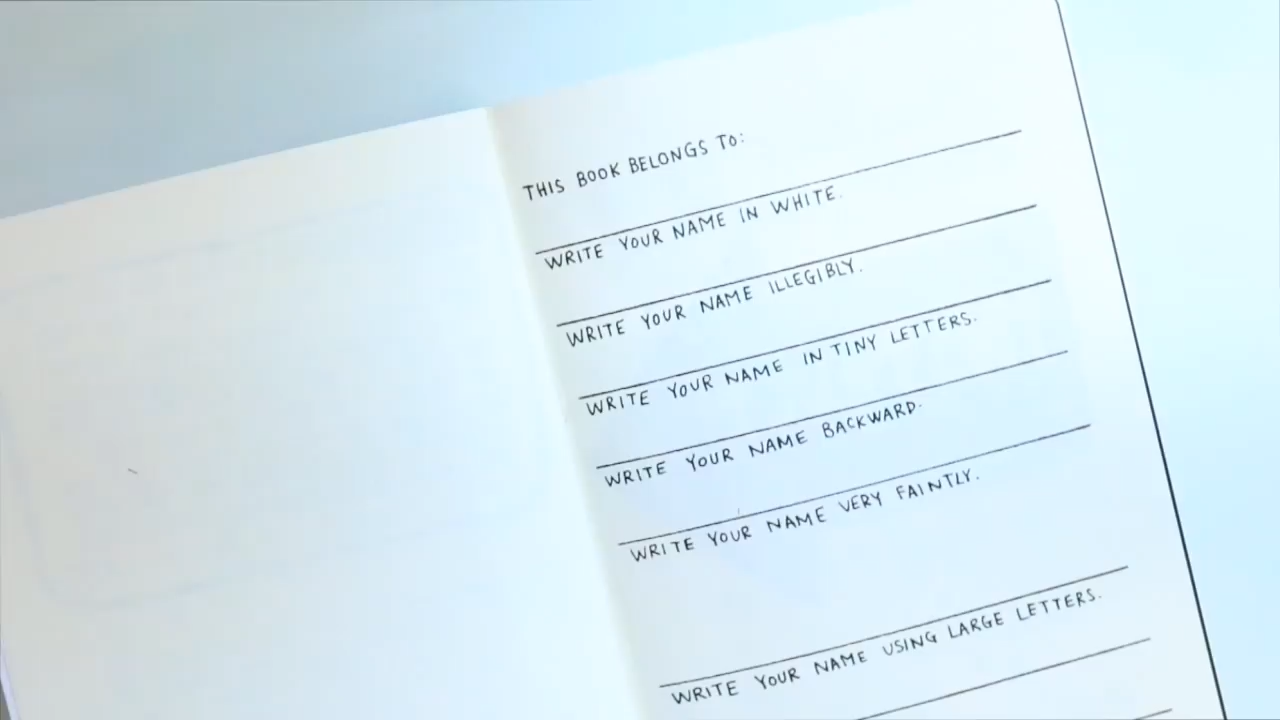 THIS BOOK BELONGS TO:
WRITE YOUR NAME IN WHITE.
WRITE YOUR NAME ILLEGIBLY.
WRITE YOUR NAME IN TINY LETTERS.
WRITE YOUR NAME BACKWARD.
WRITE YOUR NAME VERY FAINTLY.
WRITE YOUR NAME USING LARGE LETTERS.